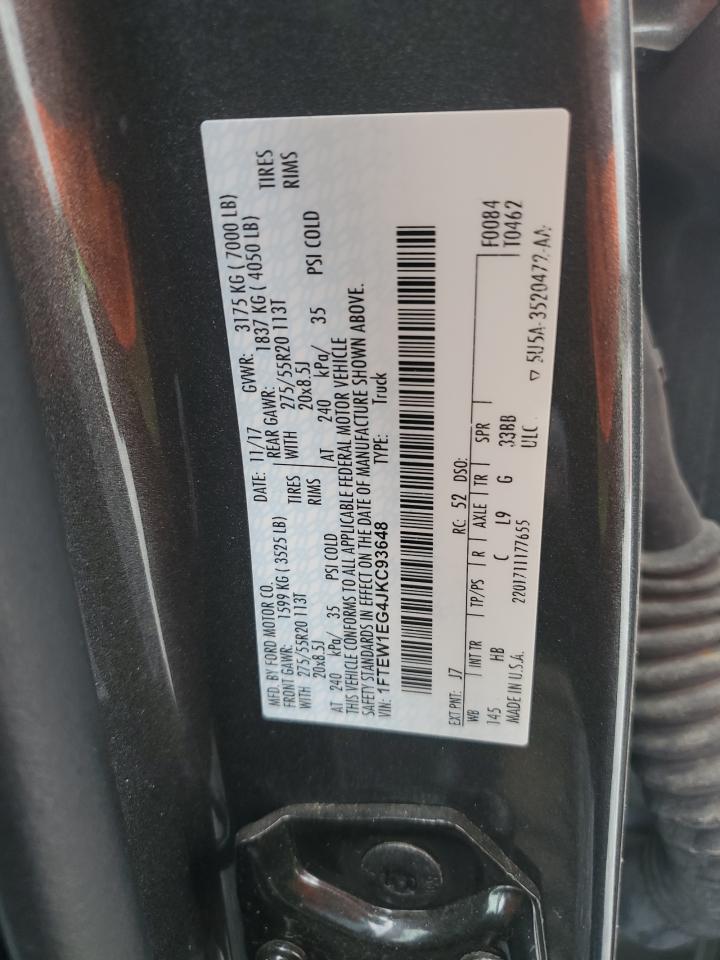 MFD. BY FORD MOTOR CO. DATE: 11/17 GVWR: 3175 KG ( 7000 LB)
FRONT GAWR: 1599 KG ( 3525 LB) REAR GAWR: 1837 KG ( 4050 LB)
WITH 275/55R20 113T TIRES WITH 275/55R20 113T TIRES
20x8.5J RIMS 20x8.5J RIMS
AT 240 kPa/ 35 PSI COLD AT 240 kPa/ 35 PSI COLD
THIS VEHICLE CONFORMS TO ALL APPLICABLE FEDERAL MOTOR VEHICLE
SAFETY STANDARDS IN EFFECT ON THE DATE OF MANUFACTURE SHOWN ABOVE.
VIN: 1FTEW1EG4JKC93648 TYPE: Truck
EXT PNT: J7 RC: 52 DSO: F0084
WB INT TR TP/PS R AXLE TR SPR T0462
145 HB C L9 G 33BB
MADE IN U.S.A. 2201711177655 ULC ▽ 5U5A-3520472-AA